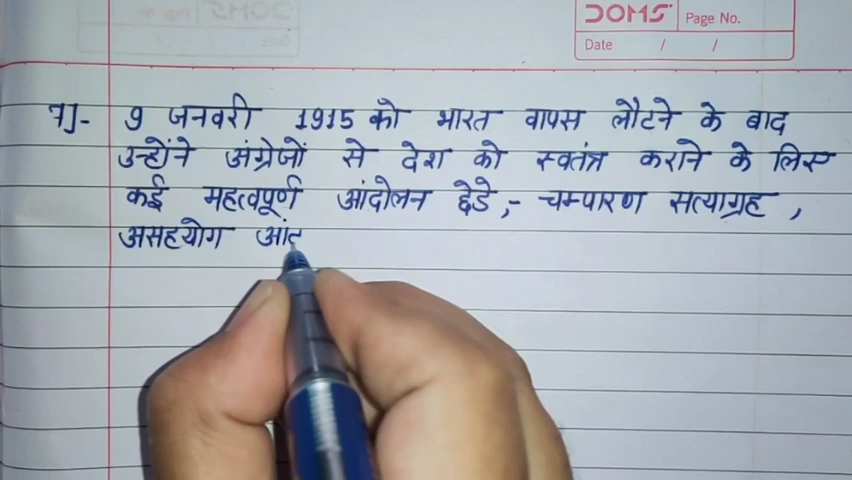 DOMS Page No.
Date / /
7]- 9 जनवरी 1915 को भारत वापस लौटने के बाद
उन्होंने अंग्रेजों से देश को स्वतंत्र कराने के लिए
कई महत्वपूर्ण आंदोलन छेडे,- चम्पारण सत्याग्रह ,
असहयोग आंद